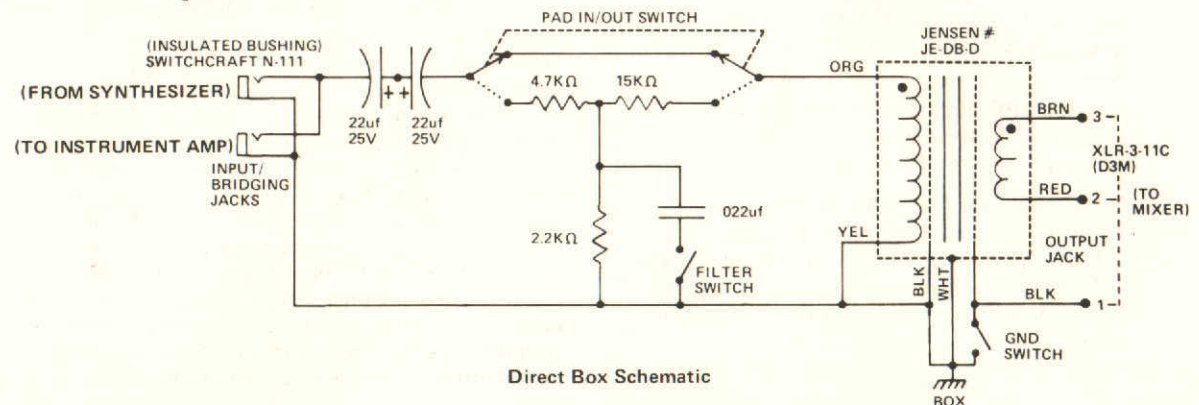 PAD IN/OUT SWITCH
(INSULATED BUSHING)
SWITCHCRAFT N-111
JENSEN #
JE-DB-D
(FROM SYNTHESIZER)
4.7KΩ
15KΩ
ORG
BRN
3
22uf
25V
+ +
22uf
25V
XLR-3-11C
(D3M)
(TO INSTRUMENT AMP)
INPUT/
BRIDGING
JACKS
RED
2
(TO
MIXER)
2.2KΩ
022uf
YEL
OUTPUT
JACK
FILTER
SWITCH
BLK
WHT
BLK
1
GND
SWITCH
Direct Box Schematic
BOX